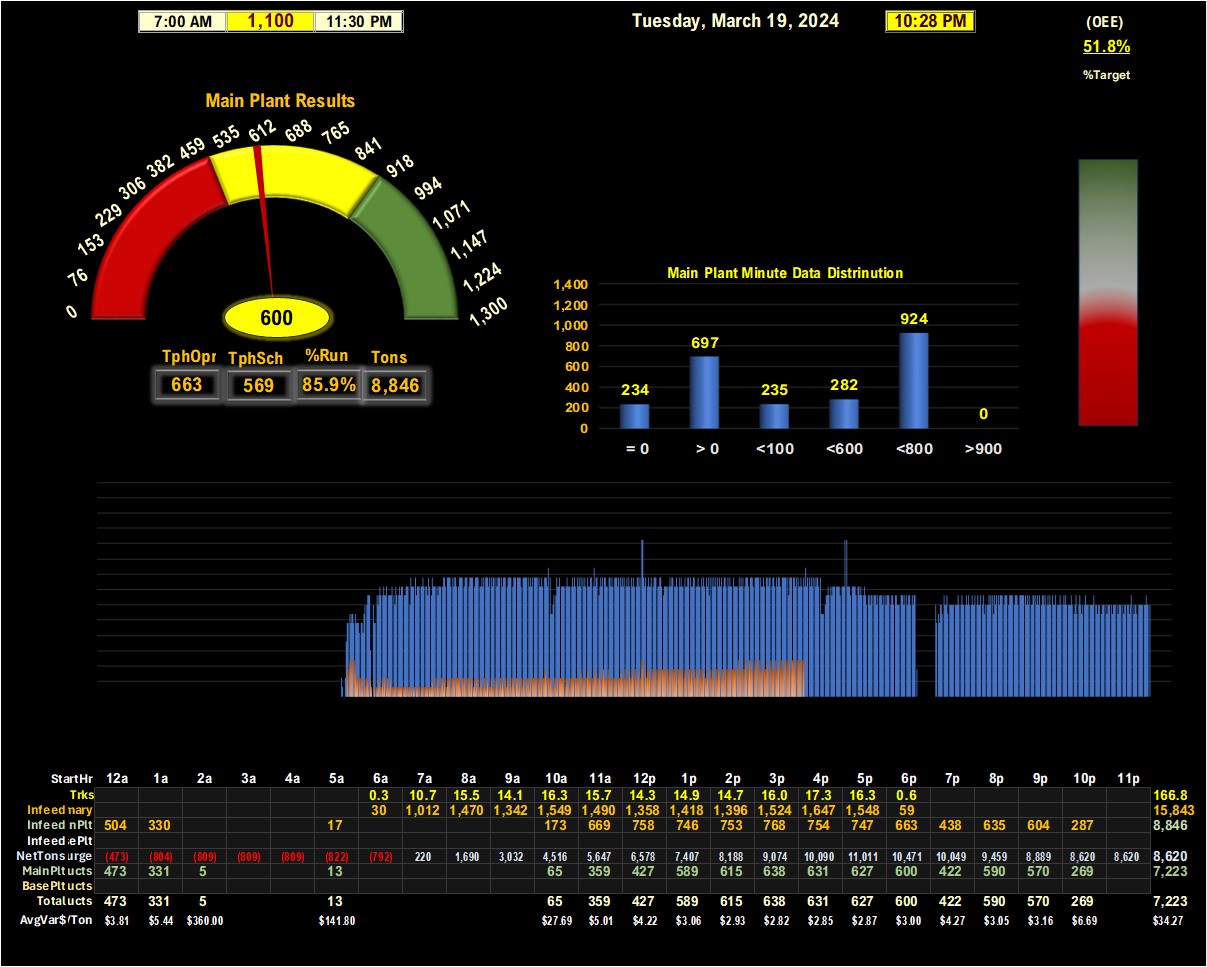 7:00 AM 1,100 11:30 PM Tuesday, March 19, 2024 10:28 PM (OEE)
51.8%
%Target
Main Plant Results
0 76 153 229 306 382 459 535 612 688 765 841 918 994 1,071 1,147 1,224 1,300
600
TphOpr TphSch %Run Tons
663 569 85.9% 8,846
Main Plant Minute Data Distrinution
1,400
1,200
1,000
800
600
400
200
0
234 697 235 282 924 0
= 0 > 0 <100 <600 <800 >900
StartHr 12a 1a 2a 3a 4a 5a 6a 7a 8a 9a 10a 11a 12p 1p 2p 3p 4p 5p 6p 7p 8p 9p 10p 11p
Trks 0.3 10.7 15.5 14.1 16.3 15.7 14.3 14.9 14.7 16.0 17.3 16.3 0.6 166.8
Infeed mary 30 1,012 1,470 1,342 1,549 1,490 1,358 1,418 1,396 1,524 1,647 1,548 59 15,843
Infeed nPlt 504 330 17 173 669 758 746 753 768 754 747 663 438 635 604 287 8,846
Infeed ePlt
NetTons urge (473) (804) (809) (809) (809) (822) (792) 220 1,690 3,032 4,516 5,647 6,578 7,407 8,188 9,074 10,090 11,011 10,471 10,049 9,459 8,889 8,620 8,620 8,620
MainPlt ucts 473 331 5 13 65 359 427 589 615 638 631 627 600 422 590 570 269 7,223
BasePlt ucts
Total ucts 473 331 5 13 65 359 427 589 615 638 631 627 600 422 590 570 269 7,223
AvgVar$/Ton $3.81 $5.44 $360.00 $141.80 $27.69 $5.01 $4.22 $3.06 $2.93 $2.82 $2.85 $2.87 $3.00 $4.27 $3.05 $3.16 $6.69 $34.27